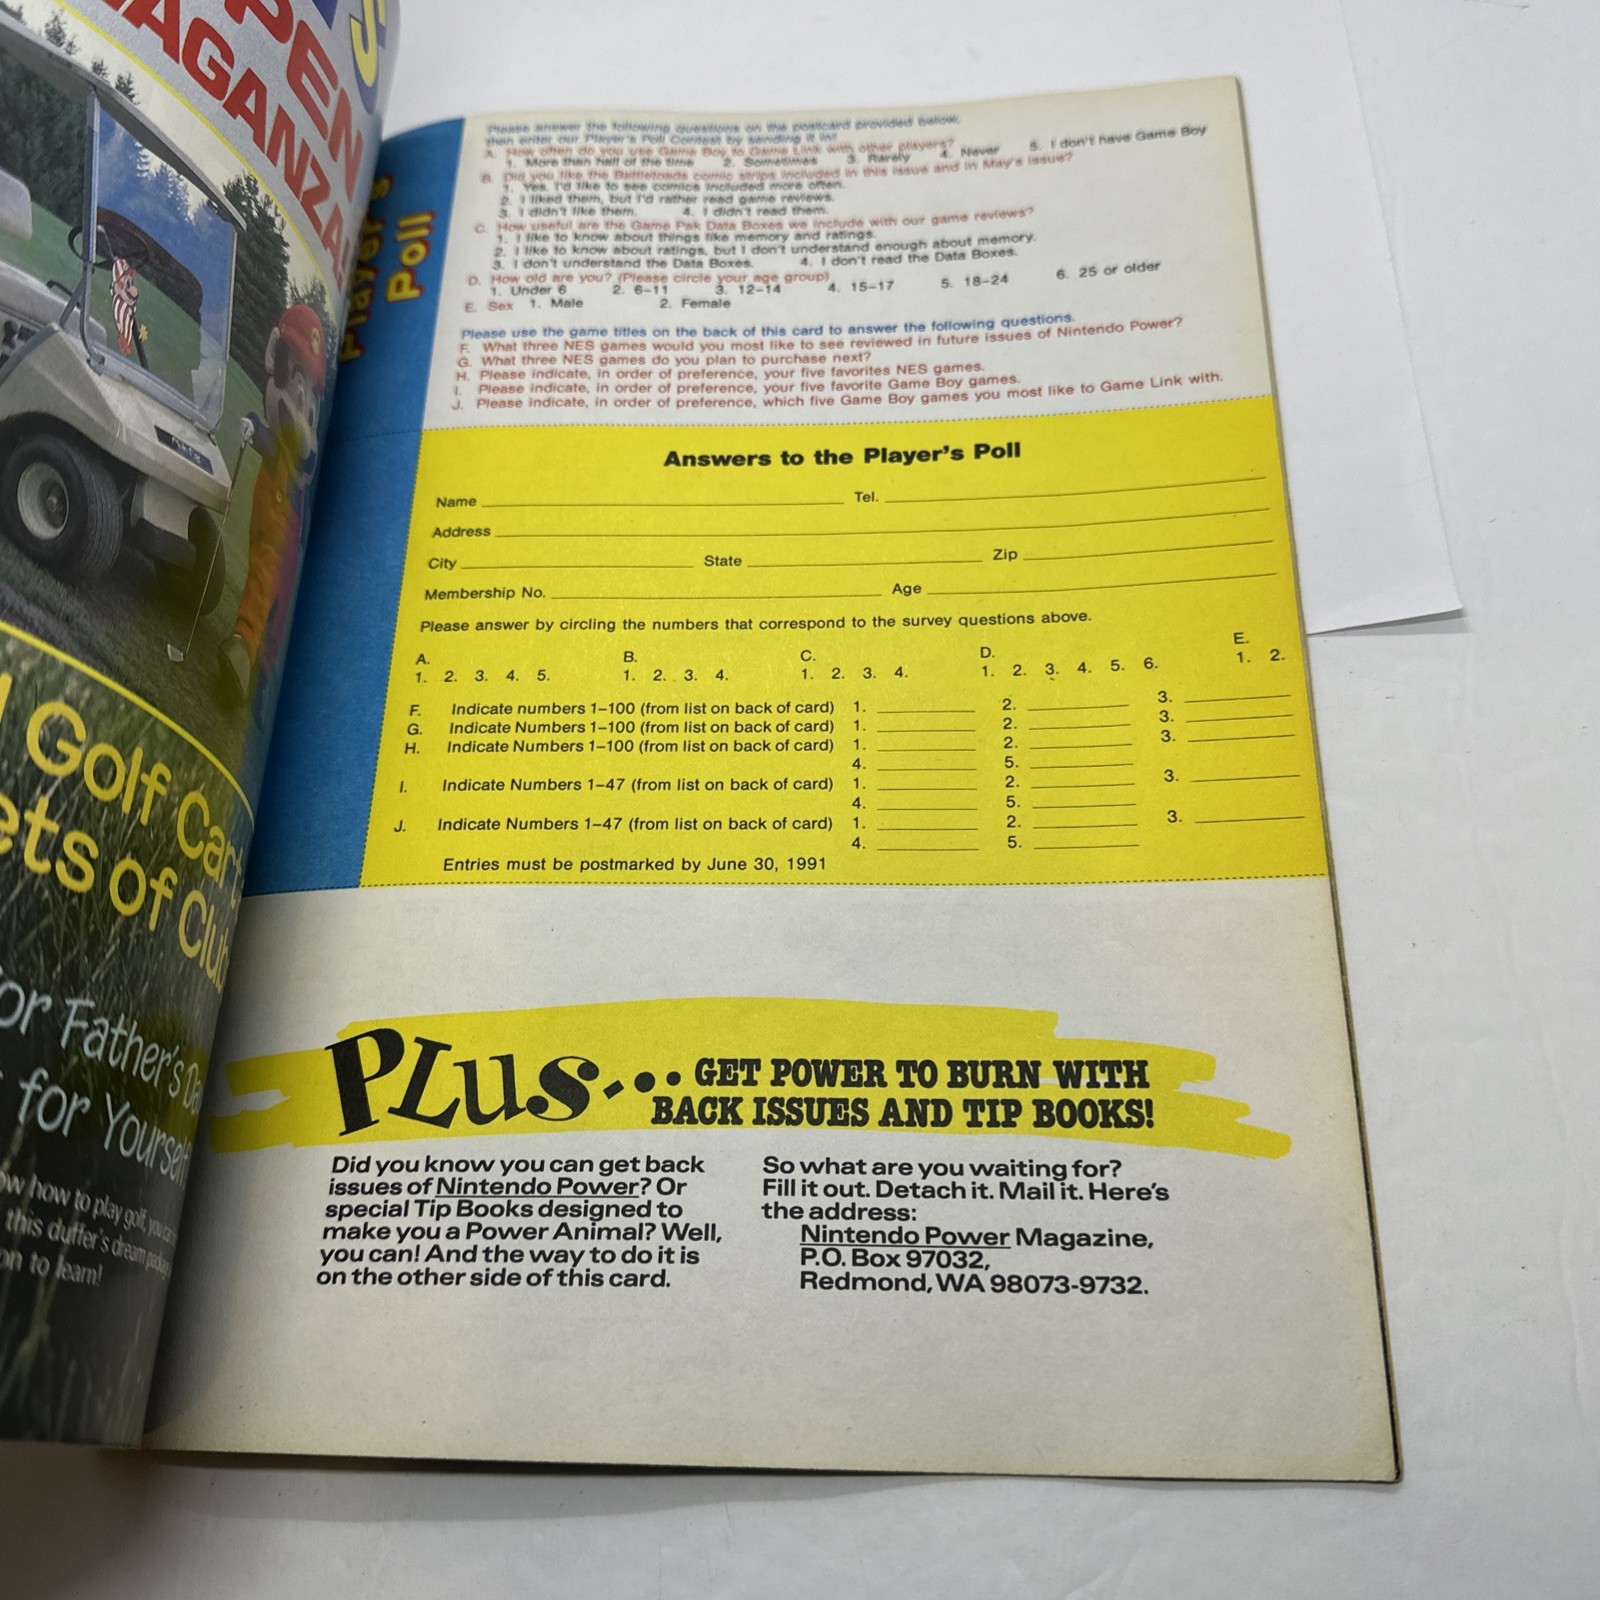 PEN
AGANZA!
Golf Cart
ets Of Club
or Father's Da
for Yourself
ow how to play golf, you can
this duffer's dream package
on to learn!
Player's
Poll
Please answer the following questions on the postcard provided below,
then enter our Player's Poll Contest by sending it in!
A. How often do you use Game Boy to Game Link with other players?
1. More than half of the time 2. Sometimes 3. Rarely 4. Never 5. I don't have Game Boy
B. Did you like the Battletoads comic strips included in this issue and in May's issue?
1. Yes, I'd like to see comics included more often.
2. I liked them, but I'd rather read game reviews.
3. I didn't like them. 4. I didn't read them.
C. How useful are the Game Pak Data Boxes we include with our game reviews?
1. I like to know about things like memory and ratings.
2. I like to know about ratings, but I don't understand enough about memory.
3. I don't understand the Data Boxes. 4. I don't read the Data Boxes.
D. How old are you? (Please circle your age group)
1. Under 6 2. 6–11 3. 12–14 4. 15–17 5. 18–24 6. 25 or older
E. Sex 1. Male 2. Female
Please use the game titles on the back of this card to answer the following questions.
F. What three NES games would you most like to see reviewed in future issues of Nintendo Power?
G. What three NES games do you plan to purchase next?
H. Please indicate, in order of preference, your five favorites NES games.
I. Please indicate, in order of preference, your five favorite Game Boy games.
J. Please indicate, in order of preference, which five Game Boy games you most like to Game Link with.
Answers to the Player's Poll
Name Tel.
Address
City State Zip
Membership No. Age
Please answer by circling the numbers that correspond to the survey questions above.
A. B. C. D. E.
1. 2. 3. 4. 5. 1. 2. 3. 4. 1. 2. 3. 4. 1. 2. 3. 4. 5. 6. 1. 2.
F. Indicate numbers 1–100 (from list on back of card) 1. 2. 3.
G. Indicate Numbers 1–100 (from list on back of card) 1. 2. 3.
H. Indicate Numbers 1–100 (from list on back of card) 1. 2. 3.
4. 5.
I. Indicate Numbers 1–47 (from list on back of card) 1. 2. 3.
4. 5.
J. Indicate Numbers 1–47 (from list on back of card) 1. 2. 3.
4. 5.
Entries must be postmarked by June 30, 1991
PLus... GET POWER TO BURN WITH
BACK ISSUES AND TIP BOOKS!
Did you know you can get back
issues of Nintendo Power? Or
special Tip Books designed to
make you a Power Animal? Well,
you can! And the way to do it is
on the other side of this card.
So what are you waiting for?
Fill it out. Detach it. Mail it. Here's
the address:
Nintendo Power Magazine,
P.O. Box 97032,
Redmond, WA 98073-9732.